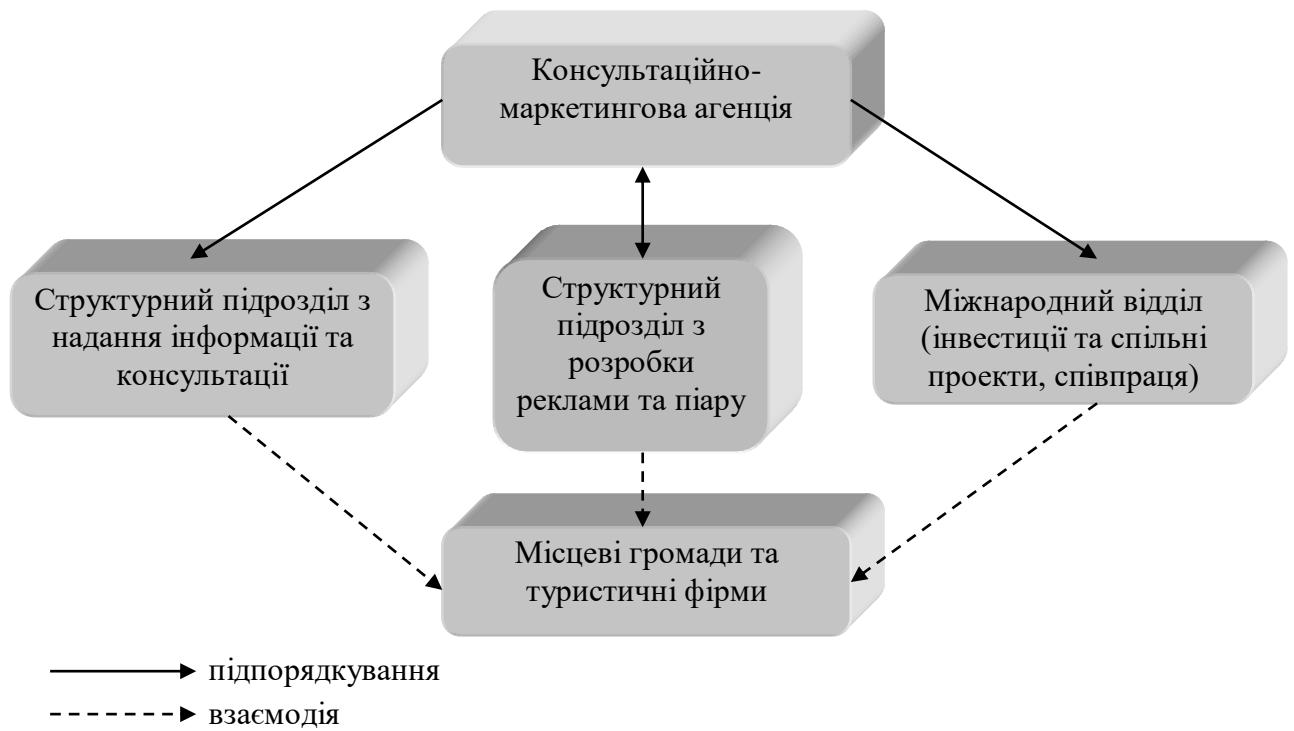 Консультаційно-
маркетингова агенція
Структурний підрозділ з
надання інформації та
консультації
Структурний
підрозділ з
розробки
реклами та піару
Міжнародний відділ
(інвестиції та спільні
проекти, співпраця)
Місцеві громади та
туристичні фірми
підпорядкування
взаємодія